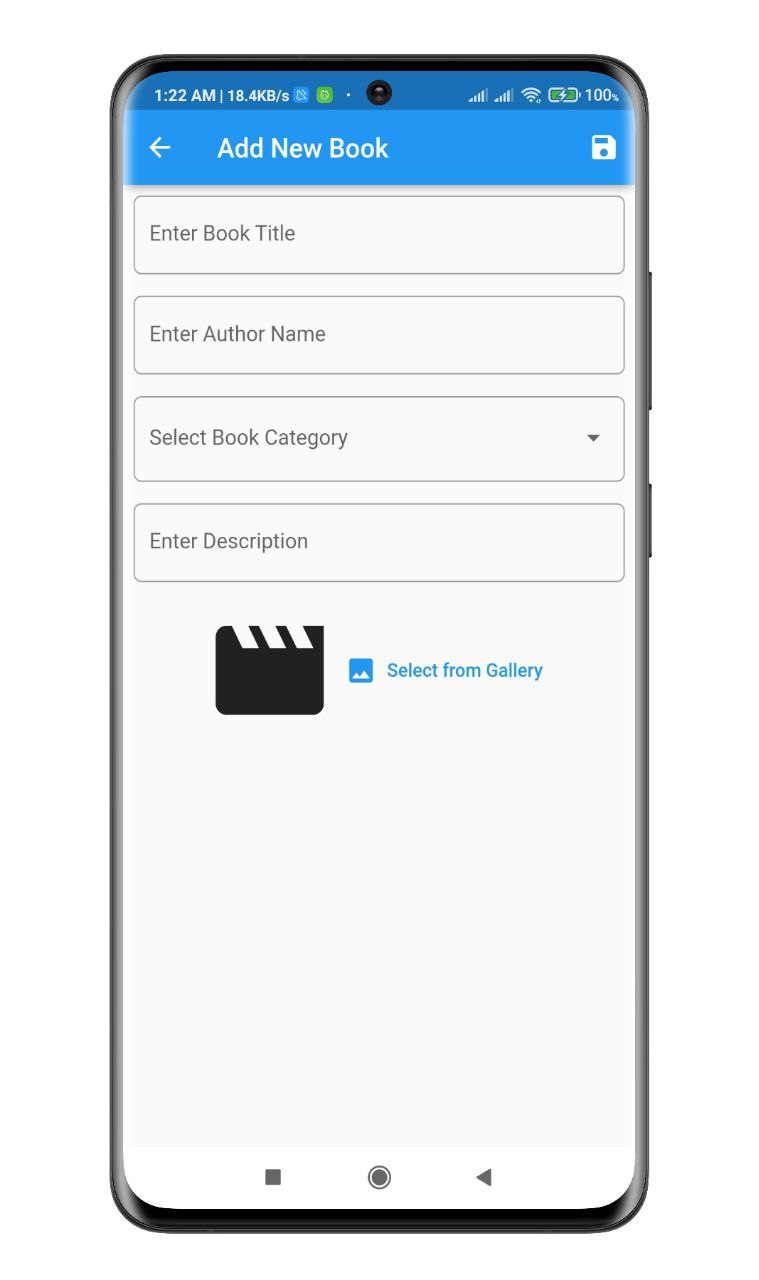 1:22 AM | 18.4KB/s 100%
Add New Book
Enter Book Title
Enter Author Name
Select Book Category
Enter Description
Select from Gallery